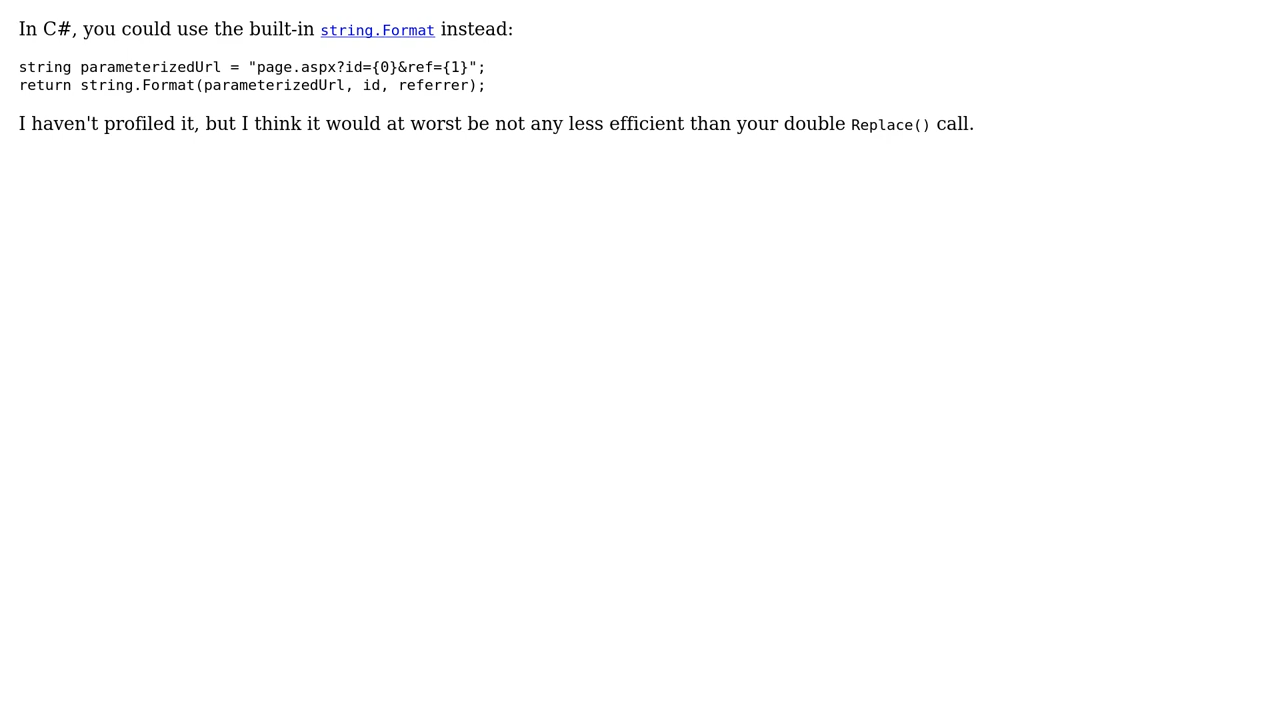 In C#, you could use the built-in string.Format instead:
string parameterizedUrl = "page.aspx?id={0}&ref={1}";
return string.Format(parameterizedUrl, id, referrer);
I haven't profiled it, but I think it would at worst be not any less efficient than your double Replace() call.